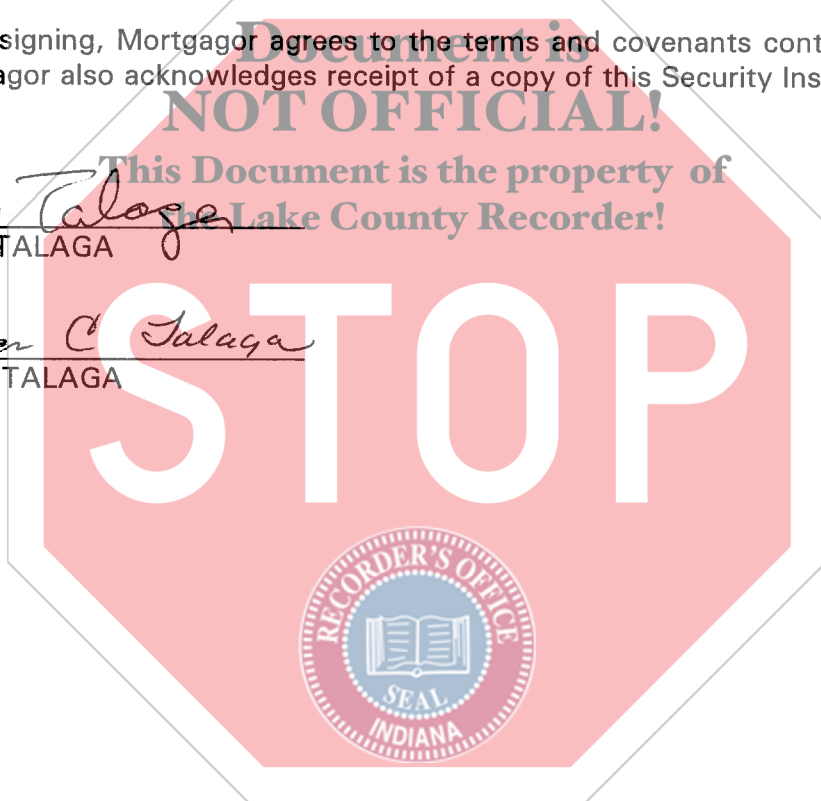 Document is
signing, Mortgagor agrees to the terms and covenants cont
agor also acknowledges receipt of a copy of this Security Ins
NOT OFFICIAL!
This Document is the property of
the Lake County Recorder!
Talaga
TALAGA
C Talaga
TALAGA
STOP
RECORDER'S OFFICE
SEAL
INDIANA